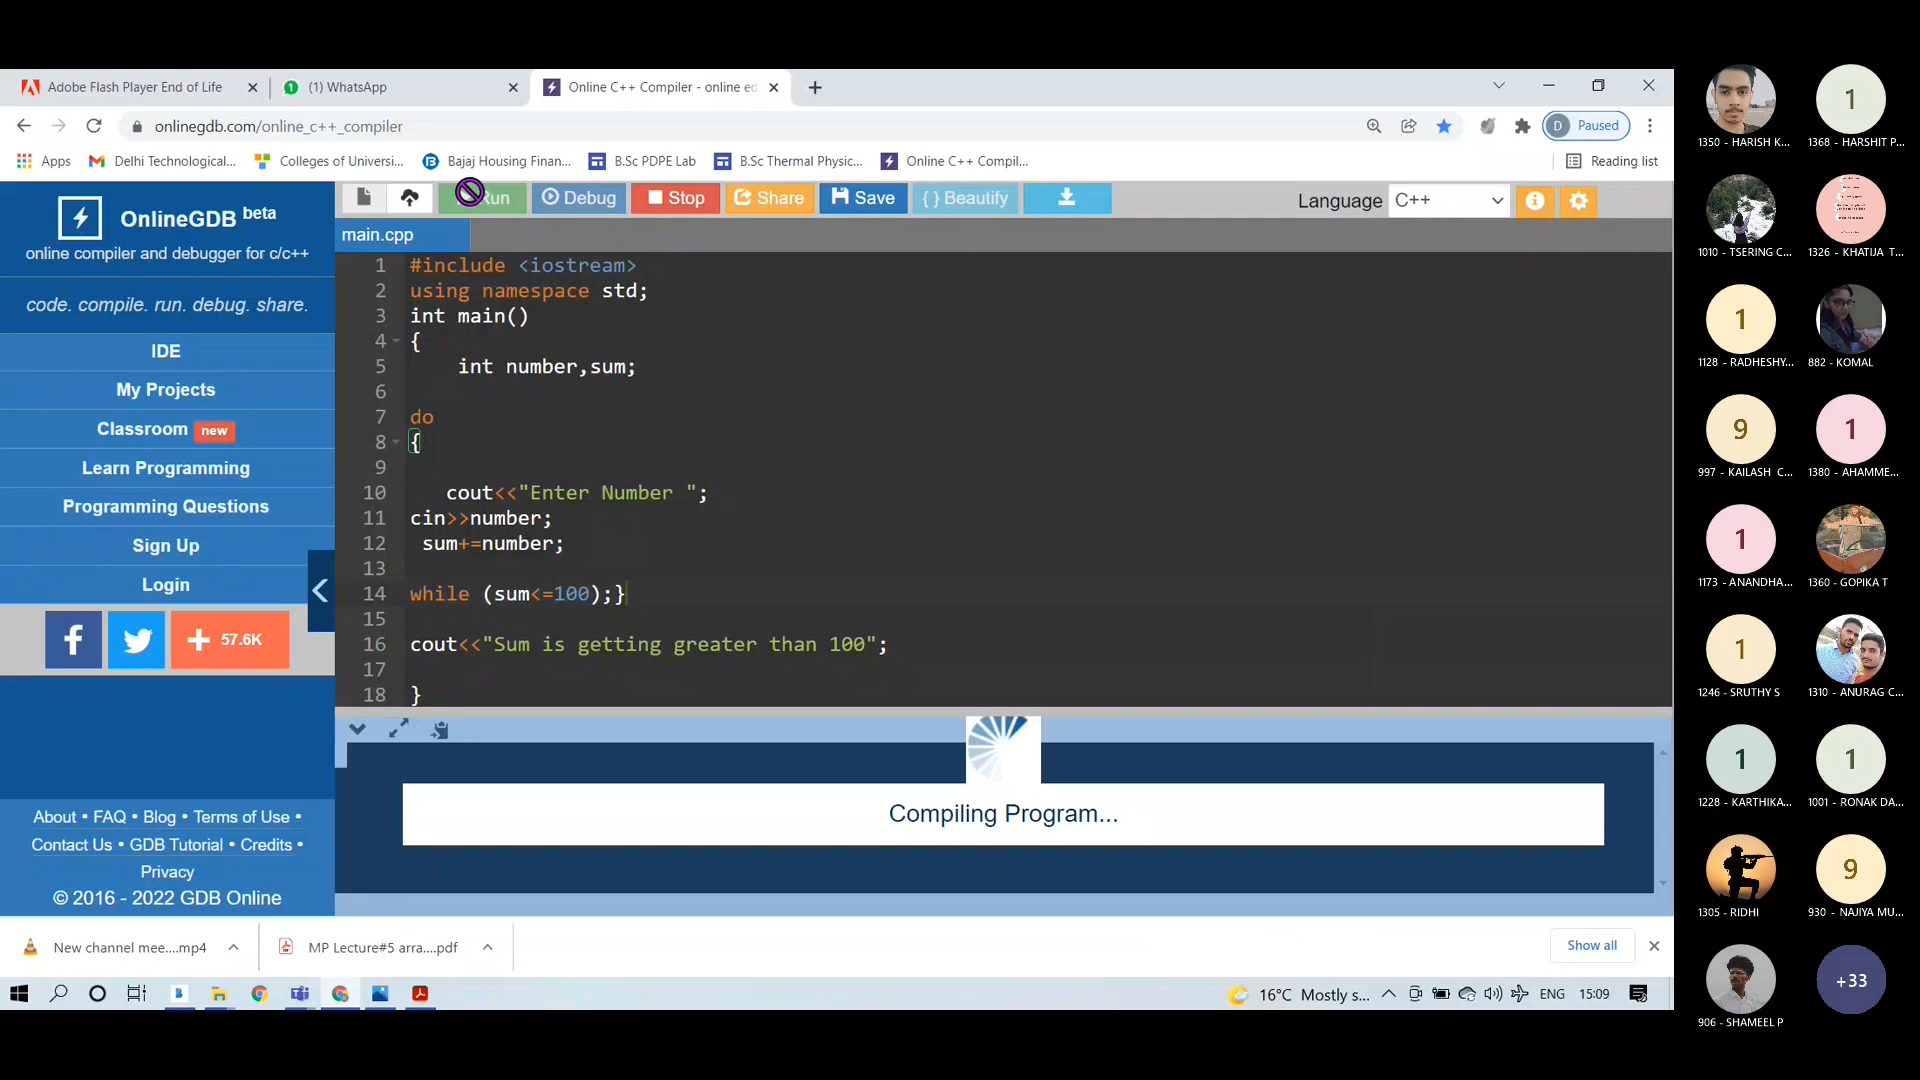 Adobe Flash Player End of Life
(1) WhatsApp
Online C++ Compiler - online ed
onlinegdb.com/online_c++_compiler
D Paused
Apps
Delhi Technological...
Colleges of Universi...
Bajaj Housing Finan...
B.Sc PDPE Lab
B.Sc Thermal Physic...
Online C++ Compil...
Reading list
OnlineGDB beta
online compiler and debugger for c/c++
code. compile. run. debug. share.
IDE
My Projects
Classroom new
Learn Programming
Programming Questions
Sign Up
Login
f
57.6K
About • FAQ • Blog • Terms of Use •
Contact Us • GDB Tutorial • Credits •
Privacy
© 2016 - 2022 GDB Online
Run
Debug
Stop
Share
Save
{ } Beautify
Language C++
main.cpp
1 #include <iostream>
2 using namespace std;
3 int main()
4 {
5 int number,sum;
6
7 do
8 {
9
10 cout<<"Enter Number ";
11 cin>>number;
12 sum+=number;
13
14 while (sum<=100);}
15
16 cout<<"Sum is getting greater than 100";
17
18 }
Compiling Program...
New channel mee....mp4
MP Lecture#5 arra....pdf
Show all
16°C Mostly s...
ENG
15:09
1350 - HARISH K...
1
1368 - HARSHIT P...
1010 - TSERING C...
1326 - KHATIJA T...
1
1128 - RADHESHY...
882 - KOMAL
9
997 - KAILASH C...
1
1380 - AHAMME...
1
1173 - ANANDHA...
1360 - GOPIKA T
1
1246 - SRUTHY S
1310 - ANURAG C...
1
1228 - KARTHIKA...
1
1001 - RONAK DA...
1305 - RIDHI
9
930 - NAJIYA MU...
906 - SHAMEEL P
+33